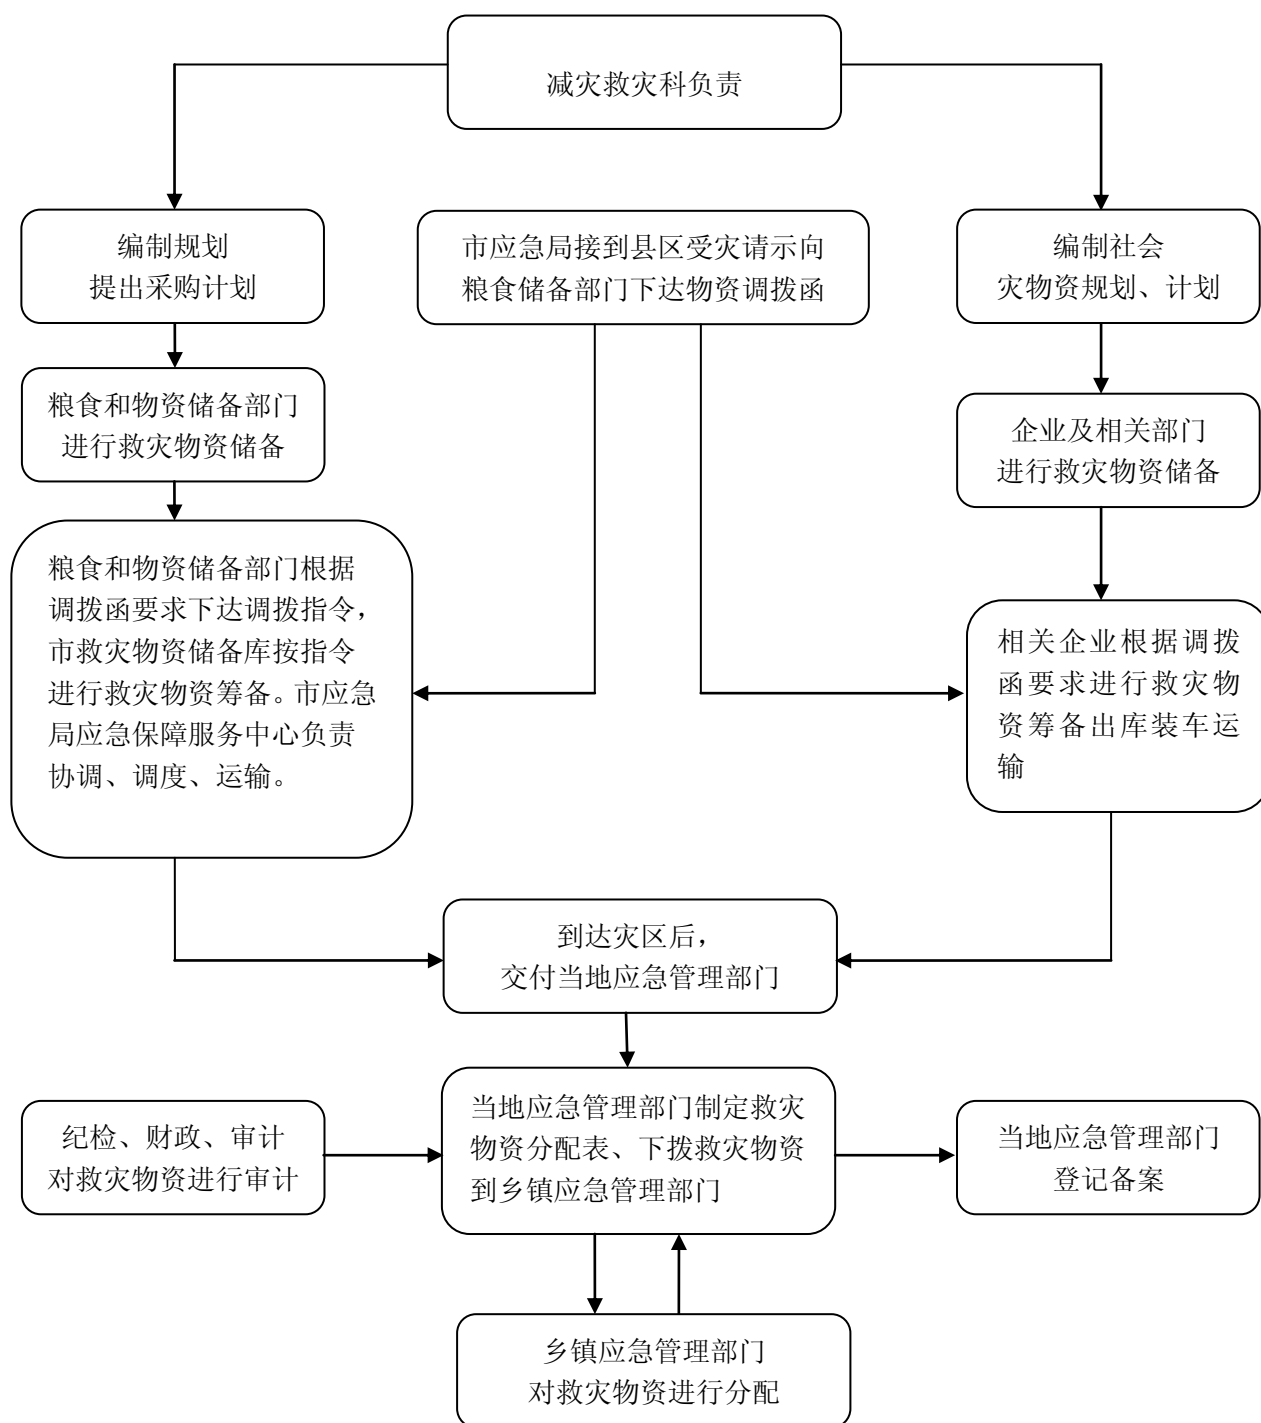 减灾救灾科负责
编制规划
提出采购计划
市应急局接到县区受灾请示向
粮食储备部门下达物资调拨函
编制社会
灾物资规划、计划
粮食和物资储备部门
进行救灾物资储备
企业及相关部门
进行救灾物资储备
粮食和物资储备部门根据
调拨函要求下达调拨指令，
市救灾物资储备库按指令
进行救灾物资筹备。市应急
局应急保障服务中心负责
协调、调度、运输。
相关企业根据调拨
函要求进行救灾物
资筹备出库装车运
输
到达灾区后，
交付当地应急管理部门
纪检、财政、审计
对救灾物资进行审计
当地应急管理部门制定救灾
物资分配表、下拨救灾物资
到乡镇应急管理部门
当地应急管理部门
登记备案
乡镇应急管理部门
对救灾物资进行分配